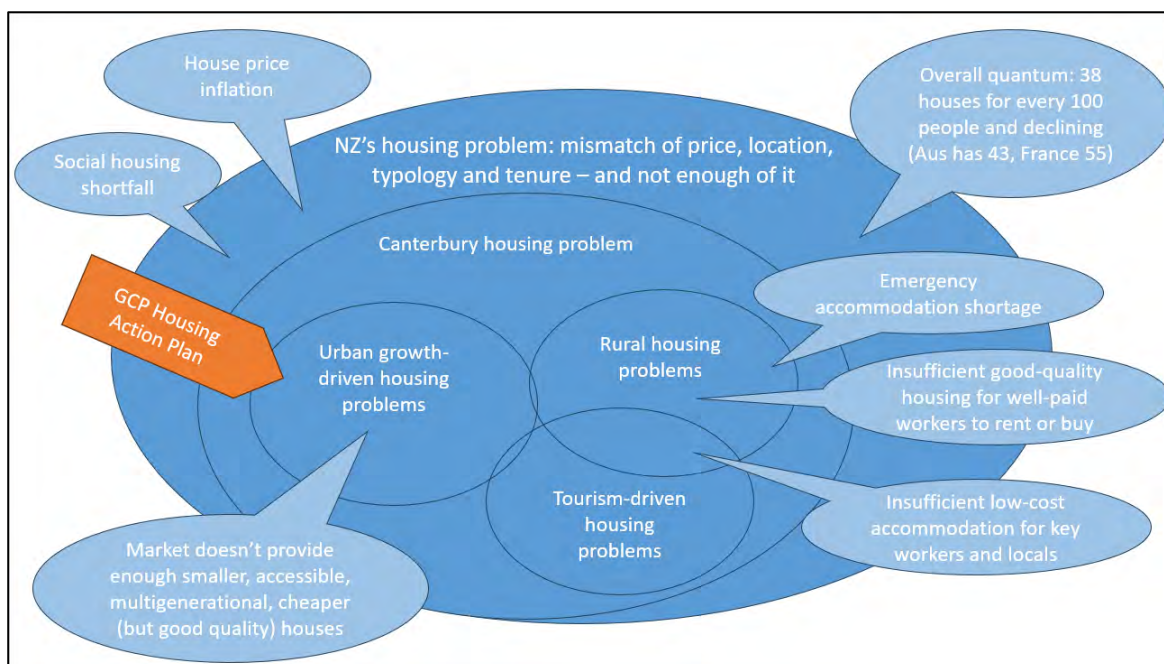 House price
inflation
Overall quantum: 38
houses for every 100
people and declining
(Aus has 43, France 55)
Social housing
shortfall
NZ's housing problem: mismatch of price, location,
typology and tenure – and not enough of it
Canterbury housing problem
GCP Housing
Action Plan
Urban growth-
driven housing
problems
Rural housing
problems
Emergency
accommodation shortage
Insufficient good-quality
housing for well-paid
workers to rent or buy
Tourism-driven
housing
problems
Insufficient low-cost
accommodation for key
workers and locals
Market doesn't provide
enough smaller, accessible,
multigenerational, cheaper
(but good quality) houses